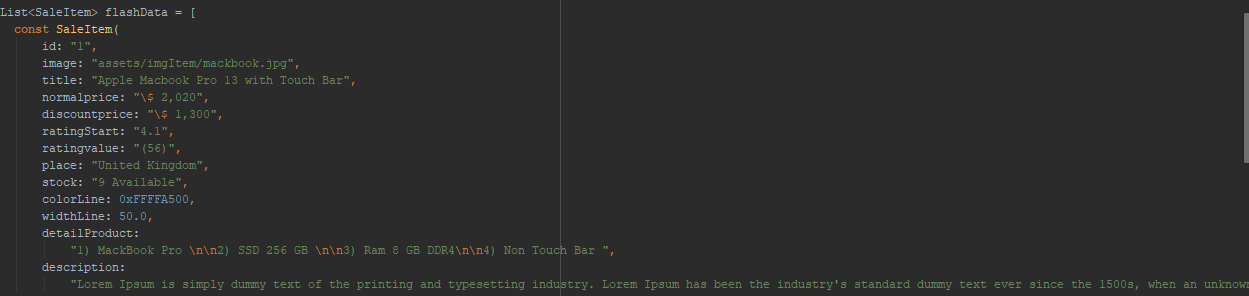 List<SaleItem> flashData = [
const SaleItem(
id: "1",
image: "assets/imgItem/mackbook.jpg",
title: "Apple Macbook Pro 13 with Touch Bar",
normalprice: "\$ 2,020",
discountprice: "\$ 1,300",
ratingStart: "4.1",
ratingvalue: "(56)",
place: "United Kingdom",
stock: "9 Available",
colorLine: 0xFFFFA500,
widthLine: 50.0,
detailProduct:
"1) MackBook Pro \n\n2) SSD 256 GB \n\n3) Ram 8 GB DDR4\n\n4) Non Touch Bar ",
description:
"Lorem Ipsum is simply dummy text of the printing and typesetting industry. Lorem Ipsum has been the industry's standard dummy text ever since the 1500s, when an unknow